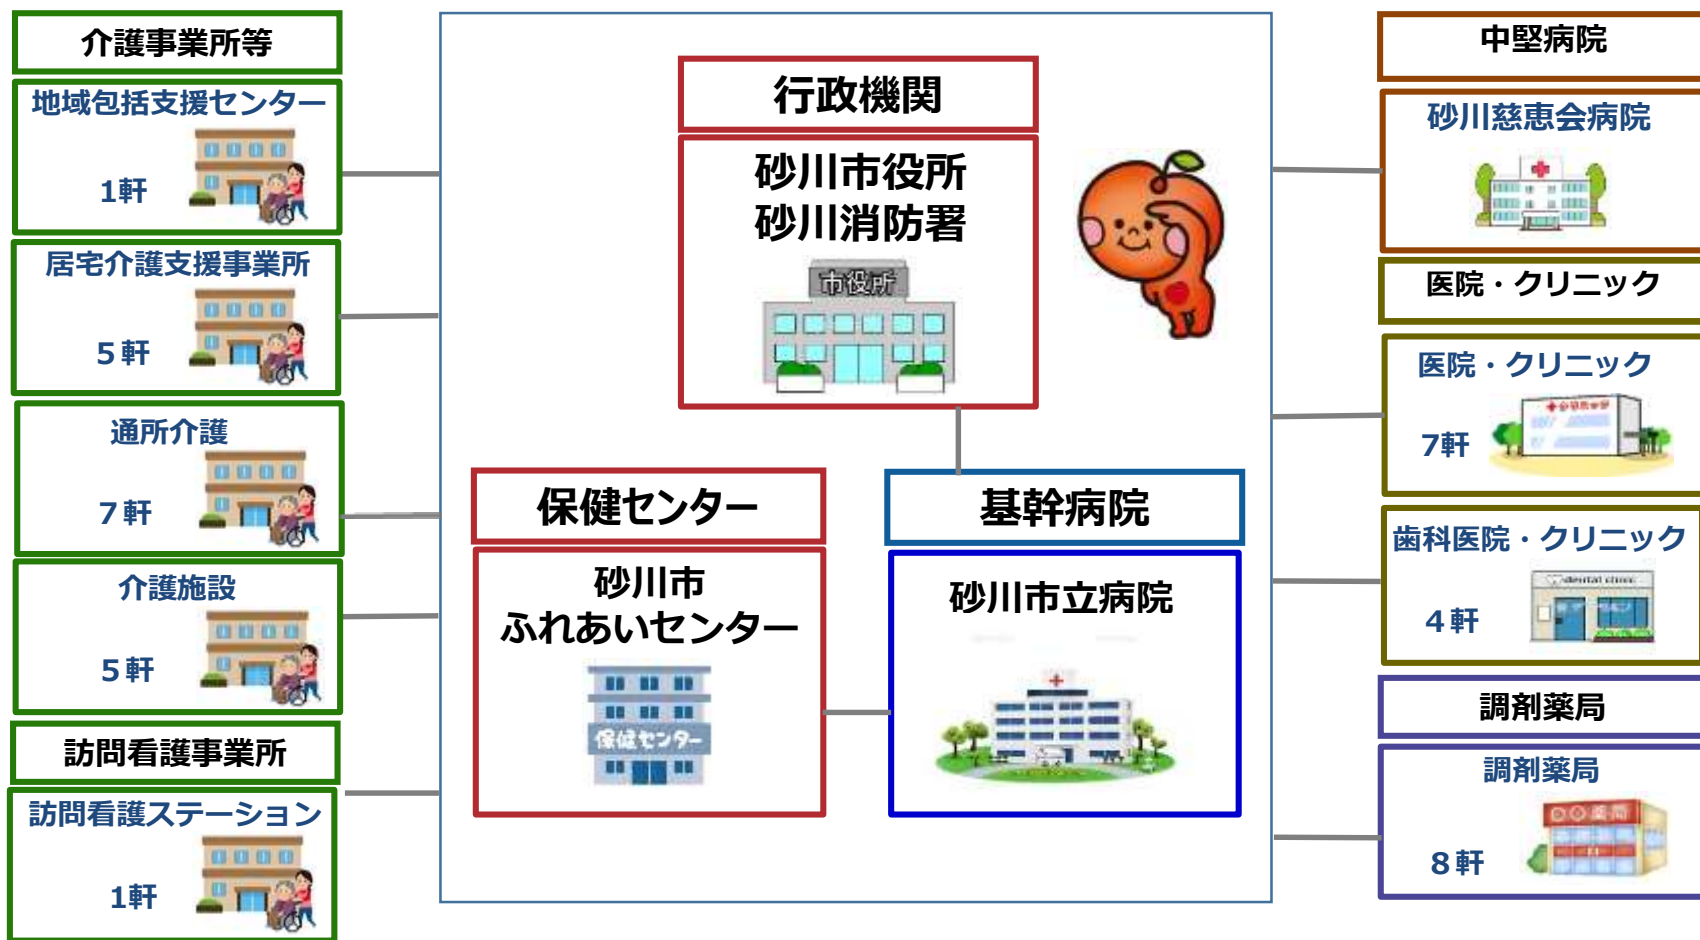 介護事業所等
地域包括支援センター
1軒
居宅介護支援事業所
5軒
通所介護
7軒
介護施設
5軒
訪問看護事業所
訪問看護ステーション
1軒
行政機関
砂川市役所
砂川消防署
市役所
保健センター
砂川市
ふれあいセンター
保健センター
基幹病院
砂川市立病院
中堅病院
砂川慈恵会病院
医院・クリニック
医院・クリニック
7軒
歯科医院・クリニック
dental clinic
4軒
調剤薬局
調剤薬局
〇〇薬局
8軒